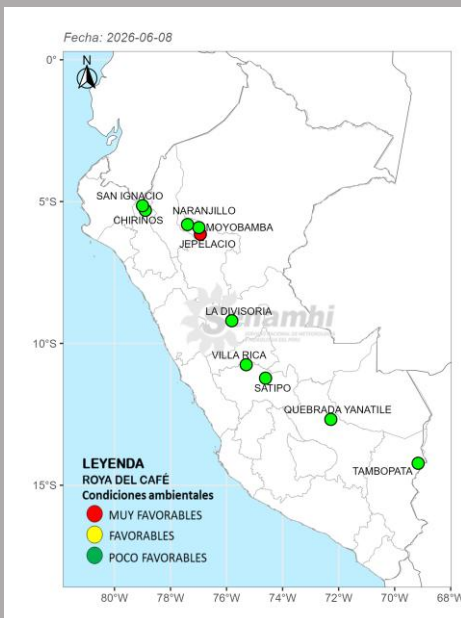 Fecha: 2026-06-08
N
0°
5°S
10°S
15°S
SAN IGNACIO
CHIRINOS
NARANJILLO
MOYOBAMBA
JEPELACIO
LA DIVISORIA
Senamhi
VILLA RICA
SATIPO
QUEBRADA YANATILE
TAMBOPATA
LEYENDA
ROYA DEL CAFÉ
Condiciones ambientales
MUY FAVORABLES
FAVORABLES
POCO FAVORABLES
80°W 78°W 76°W 74°W 72°W 70°W 68°W